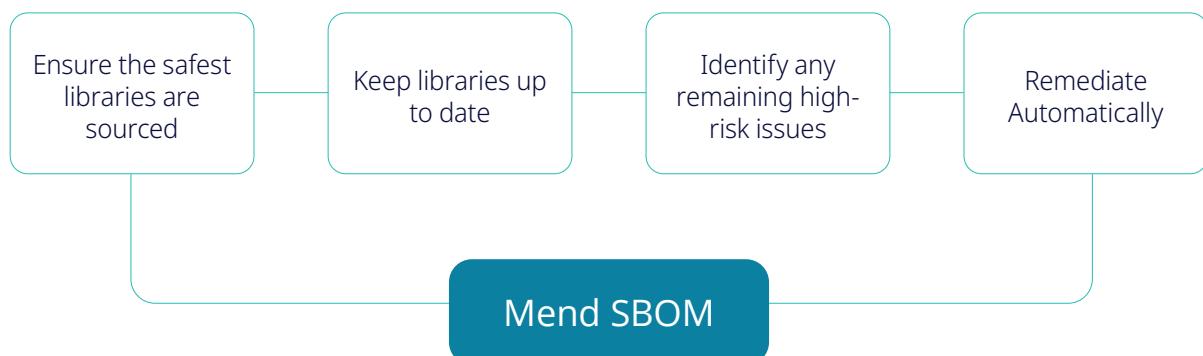 Ensure the safest
libraries are
sourced
Keep libraries up
to date
Identify any
remaining high-
risk issues
Remediate
Automatically
Mend SBOM